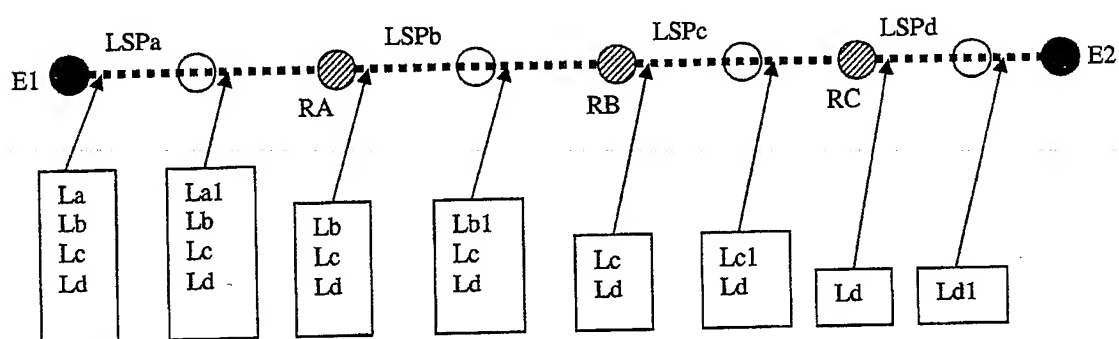 LSPa LSPb LSPc LSPd
E1 E2
RA RB RC
La
Lb
Lc
Ld
La1
Lb
Lc
Ld
Lb
Lc
Ld
Lb1
Lc
Ld
Lc
Ld
Lc1
Ld
Ld
Ld1